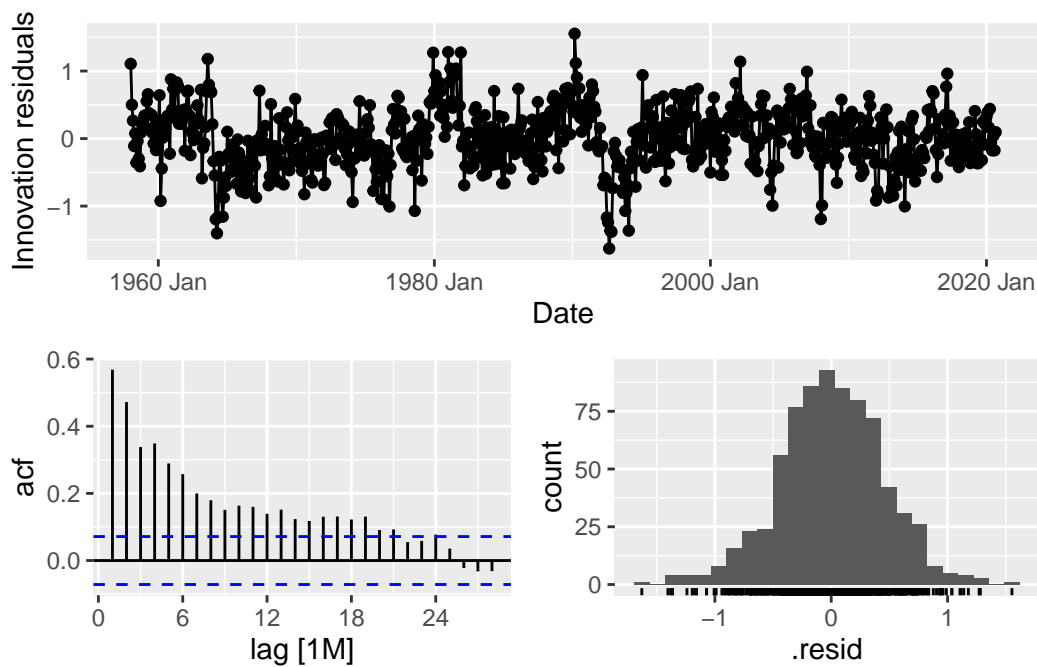 Innovation residuals
1
0
−1
1960 Jan
1980 Jan
2000 Jan
2020 Jan
Date
acf
0.6
0.4
0.2
0.0
0
6
12
18
24
lag [1M]
count
75
50
25
0
−1
0
1
.resid